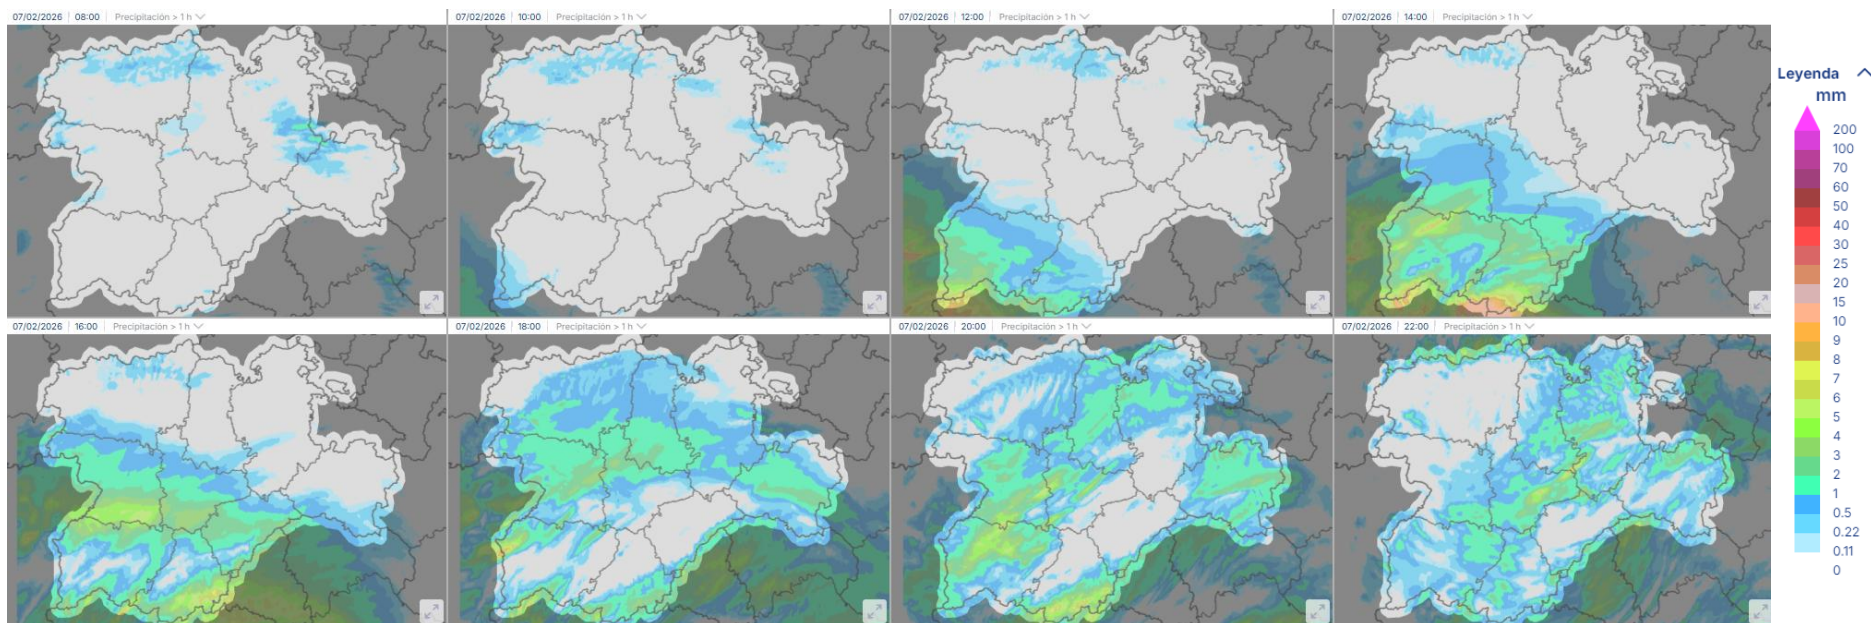 07/02/2026 08:00 Precipitación > 1 h
07/02/2026 10:00 Precipitación > 1 h
07/02/2026 12:00 Precipitación > 1 h
07/02/2026 14:00 Precipitación > 1 h
Leyenda
mm
200
100
70
60
50
40
30
25
20
15
10
9
8
7
6
5
4
3
2
1
0.5
0.22
0.11
0
07/02/2026 16:00 Precipitación > 1 h
07/02/2026 18:00 Precipitación > 1 h
07/02/2026 20:00 Precipitación > 1 h
07/02/2026 22:00 Precipitación > 1 h